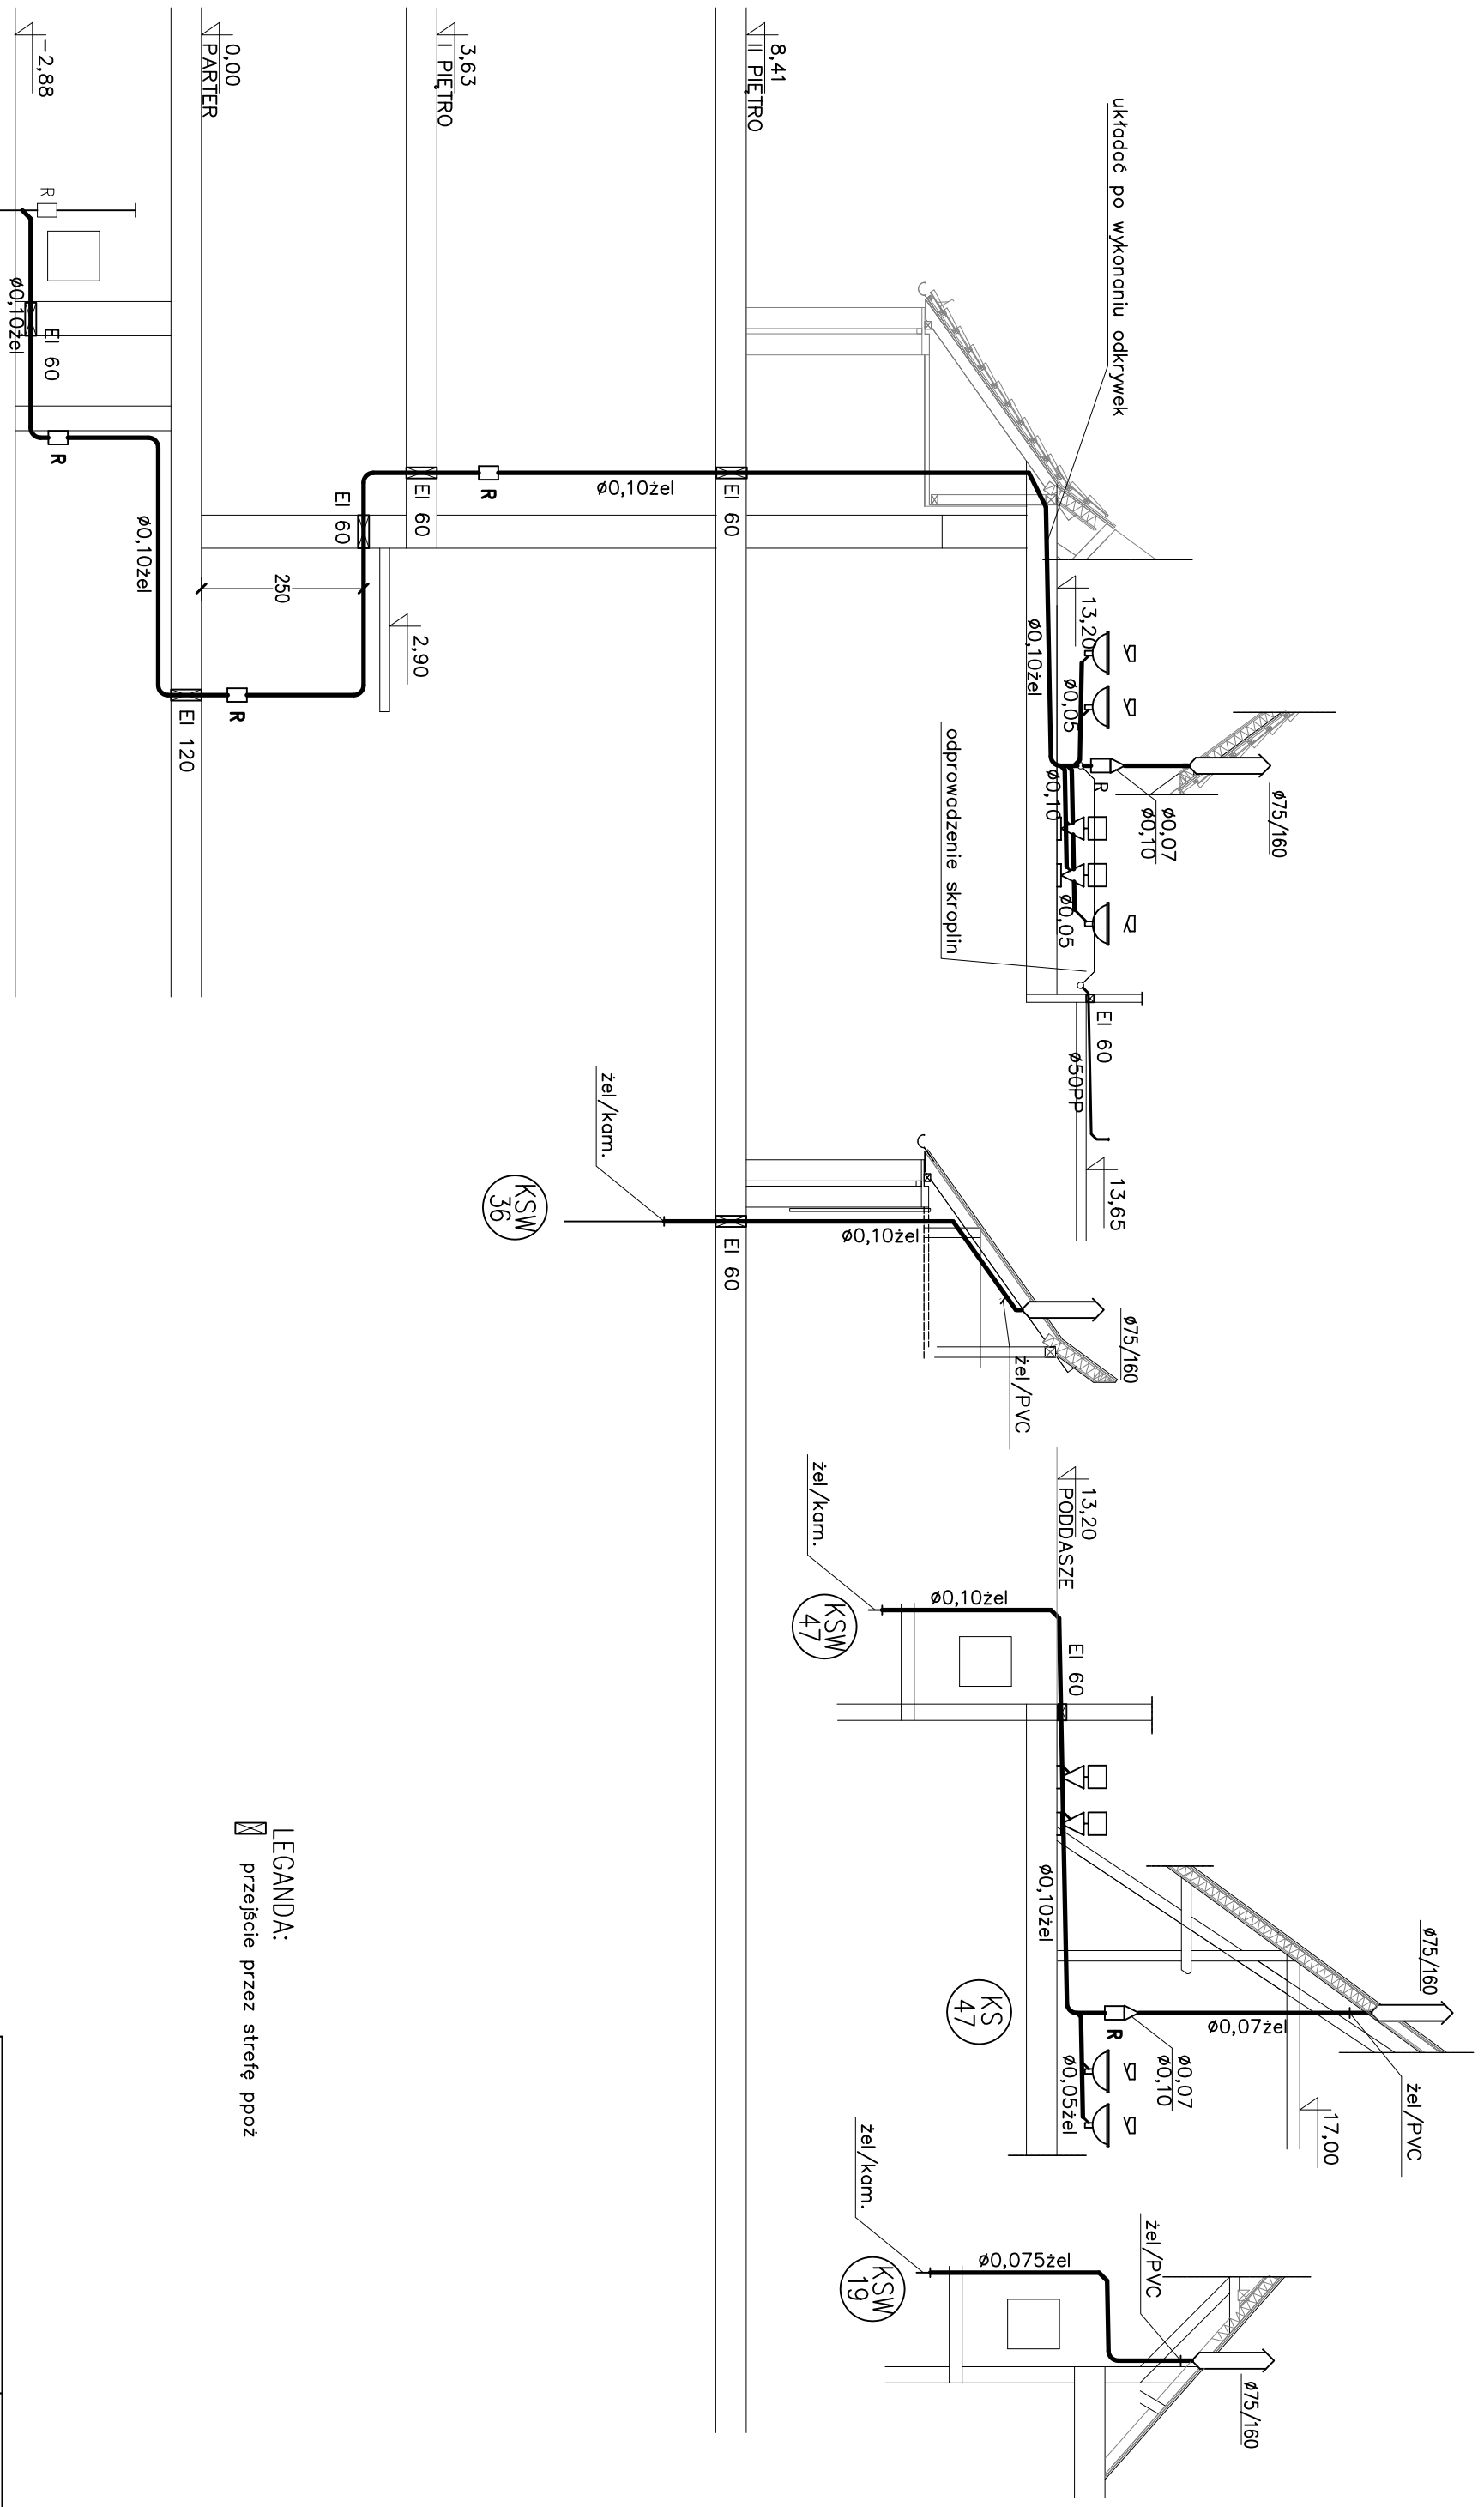 układać po wykonaniu odkrywek
8,41
II PIĘTRO
3,63
I PIĘTRO
0,00
PARTER
-2,88
R
ø0,10żel
EI 60
R
ø0,10żel
EI 120
R
250
2,90
EI 60
EI 60
R
ø0,10żel
EI 60
13,20
ø0,10żel
ø0,05
ø0,10
R
ø0,07
ø0,10
ø75/160
ø0,05
odprowadzenie skroplin
EI 60
ø50PP
13,65
żel/kam.
KSW
36
EI 60
ø0,10żel
żel/PVC
ø75/160
13,20
PODDASZE
żel/kam.
KSW
47
ø0,10żel
EI 60
ø0,10żel
KS
47
R
ø0,05żel
ø0,07
ø0,10
ø0,07żel
ø75/160
żel/PVC
17,00
żel/kam.
KSW
19
ø0,075żel
żel/PVC
ø75/160
LEGANDA:
przejście przez strefę ppoż